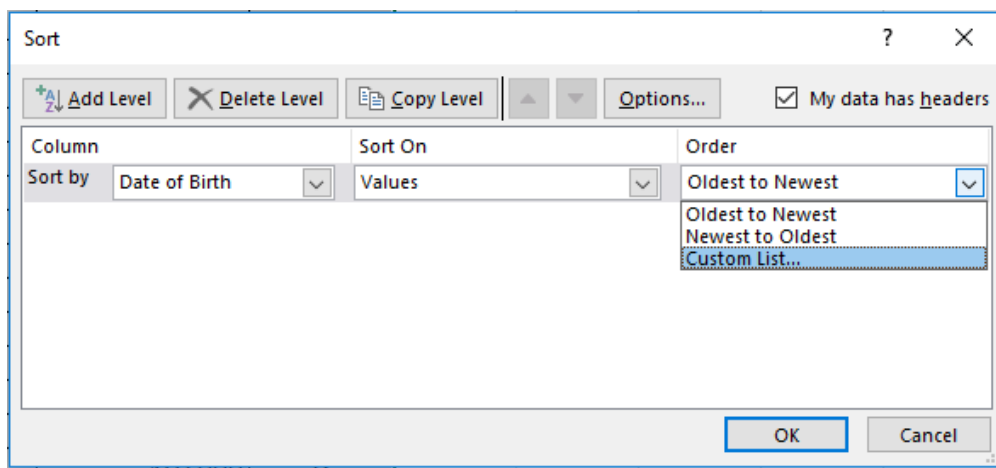 Sort ?
Add Level Delete Level Copy Level Options... My data has headers
Column Sort On Order
Sort by Date of Birth Values Oldest to Newest
Oldest to Newest
Newest to Oldest
Custom List...
OK Cancel